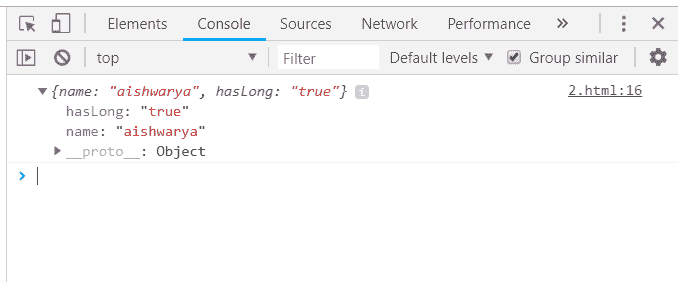 Elements Console Sources Network Performance »
top ▼ Filter Default levels ▼ Group similar
▼{name: "aishwarya", hasLong: "true"} i 2.html:16
hasLong: "true"
name: "aishwarya"
▶ __proto__: Object
>